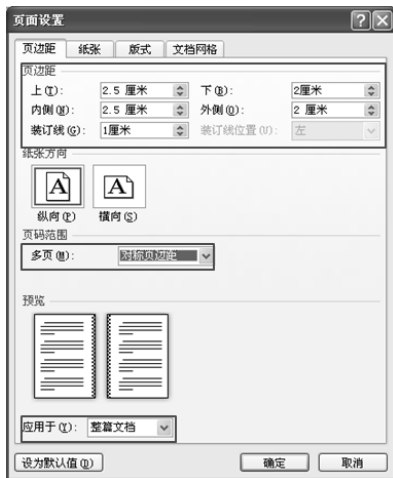 页面设置
页边距 纸张 版式 文档网格
页边距
上(T): 2.5 厘米 下(B): 2厘米
内侧(N): 2.5 厘米 外侧(O): 2 厘米
装订线(G): 1厘米 装订线位置(U): 左
纸张方向
A A
纵向(P) 横向(S)
页码范围
多页(M): 对称页边距
预览
应用于(Y): 整篇文档
设为默认值(D) 确定 取消